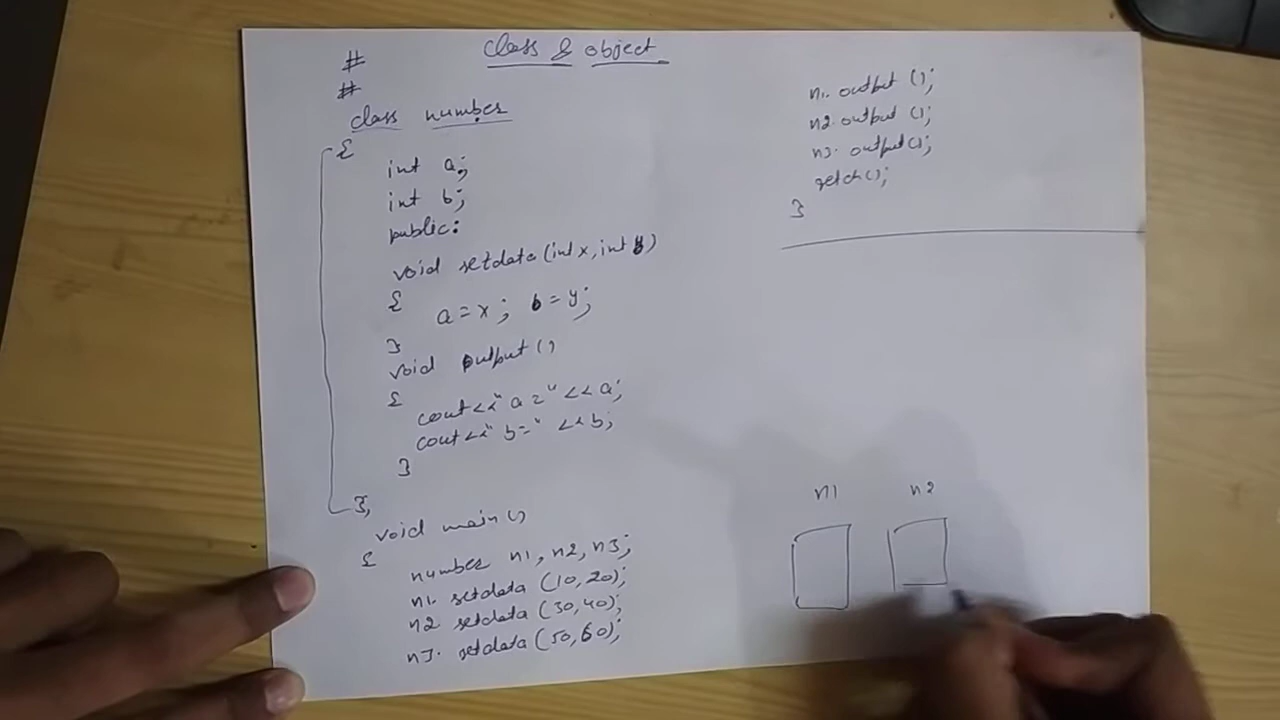 class & object
#
#
class number
{
int a;
int b;
public:
void setdata(int x, int y)
{ a=x; b=y;
}
void output()
{
cout<<"a="<<a;
cout<<"b="<<b;
}
};
void main()
{
number n1, n2, n3;
n1. setdata (10,20);
n2 setdata (30,40);
n3. setdata (50,60);
n1. output ();
n2. output ();
n3. output();
getch();
}
n1 n2